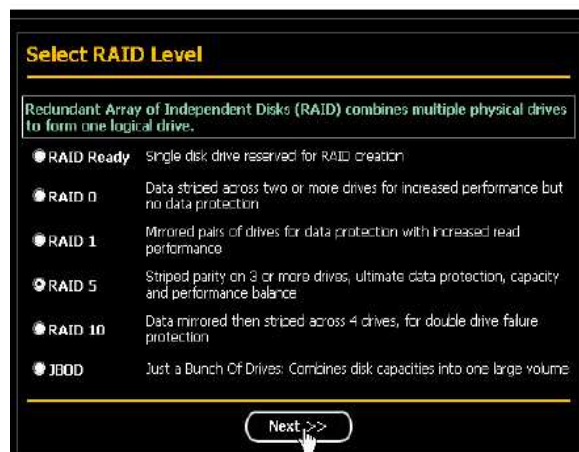 Select RAID Level
Redundant Array of Independent Disks (RAID) combines multiple physical drives
to form one logical drive.
RAID Ready Single disk drive reserved for RAID creation
RAID 0 Data striped across two or more drives for increased performance but
no data protection
RAID 1 Mirrored pairs of drives for data protection with increased read
performance
RAID 5 Striped parity on 3 or more drives, ultimate data protection, capacity
and performance balance
RAID 10 Data mirrored then striped across 4 drives, for double drive failure
protection
JBOD Just a Bunch Of Drives: Combines disk capacities into one large volume
Next >>